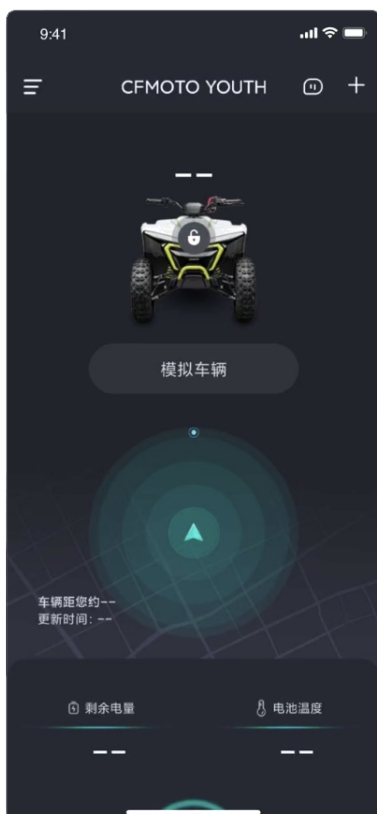 9:41
CFMOTO YOUTH
--
模拟车辆
车辆距您约--
更新时间：--
剩余电量
电池温度
--
--